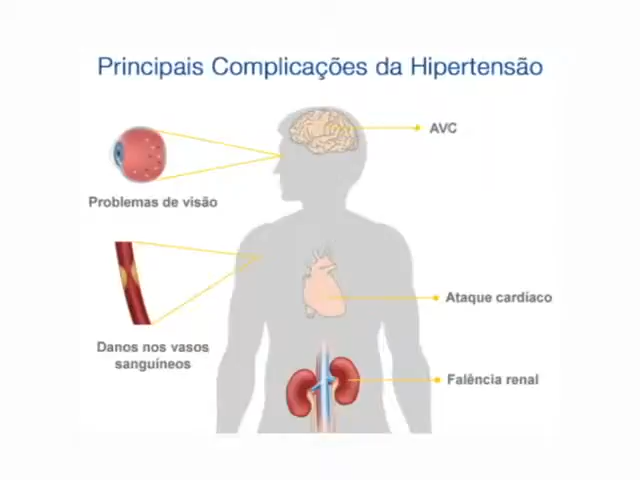 Principais Complicações da Hipertensão
AVC
Problemas de visão
Ataque cardíaco
Danos nos vasos
sanguíneos
Falência renal